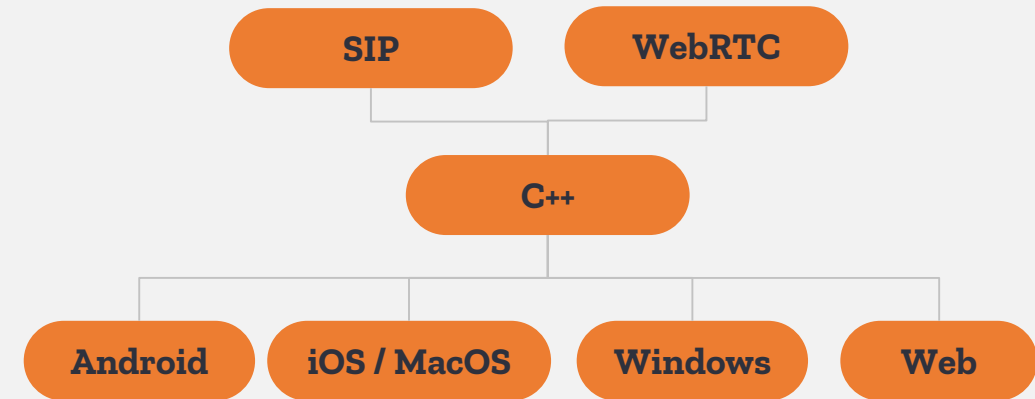 SIP
WebRTC
C++
Android
iOS / MacOS
Windows
Web